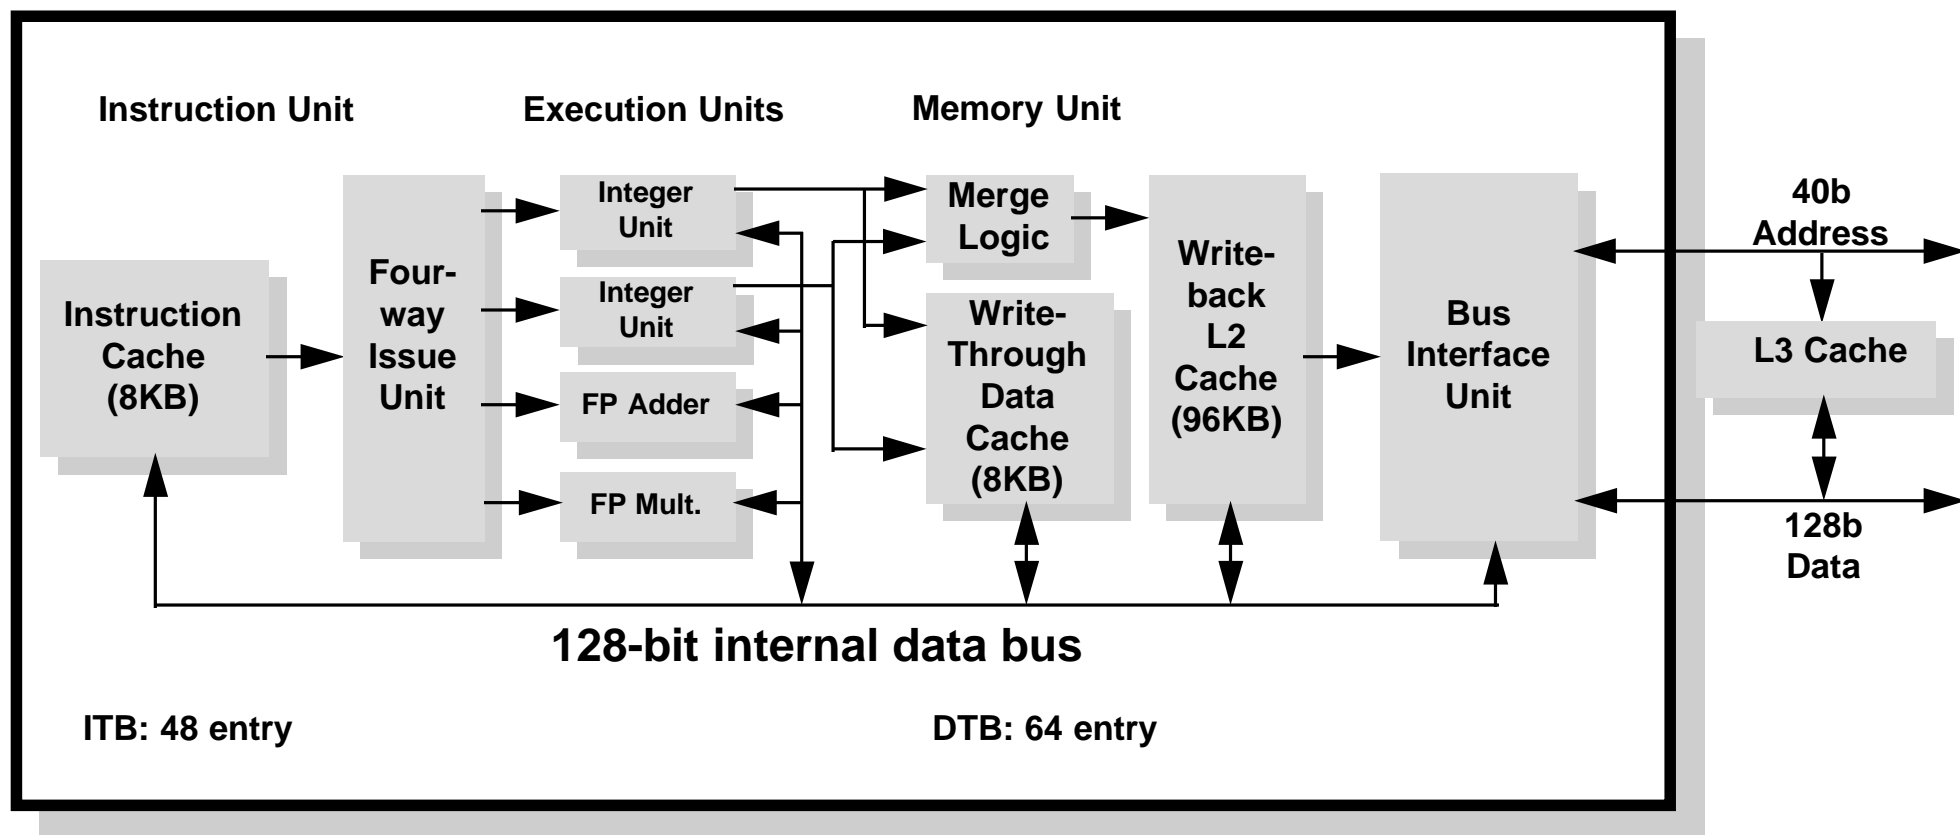 Instruction Unit
Execution Units
Memory Unit
Instruction
Cache
(8KB)
Four-
way
Issue
Unit
Integer
Unit
Integer
Unit
FP Adder
FP Mult.
Merge
Logic
Write-
Through
Data
Cache
(8KB)
Write-
back
L2
Cache
(96KB)
Bus
Interface
Unit
40b
Address
L3 Cache
128b
Data
128-bit internal data bus
ITB: 48 entry
DTB: 64 entry